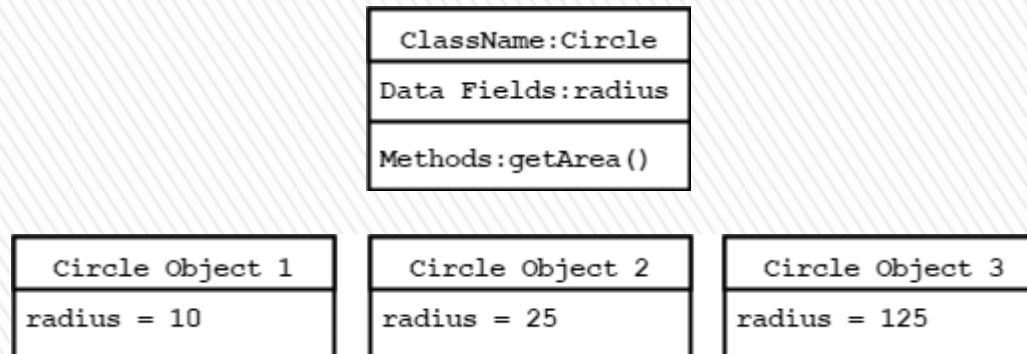 ClassName:Circle
Data Fields:radius
Methods:getArea()
Circle Object 1
radius = 10
Circle Object 2
radius = 25
Circle Object 3
radius = 125